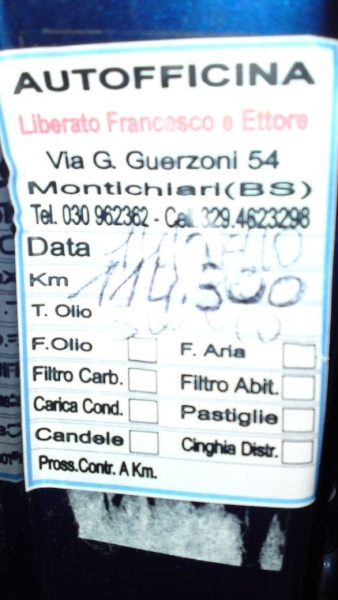 AUTOFFICINA
Liberato Francesco e Ettore
Via G. Guerzoni 54
Montichiari(BS)
Tel. 030 962362 - Cell. 329.4623298
Data
Km 114.500
T. Olio
F.Olio F. Aria
Filtro Carb. Filtro Abit.
Carica Cond. Pastiglie
Candele Cinghia Distr.
Pross.Contr. A Km.